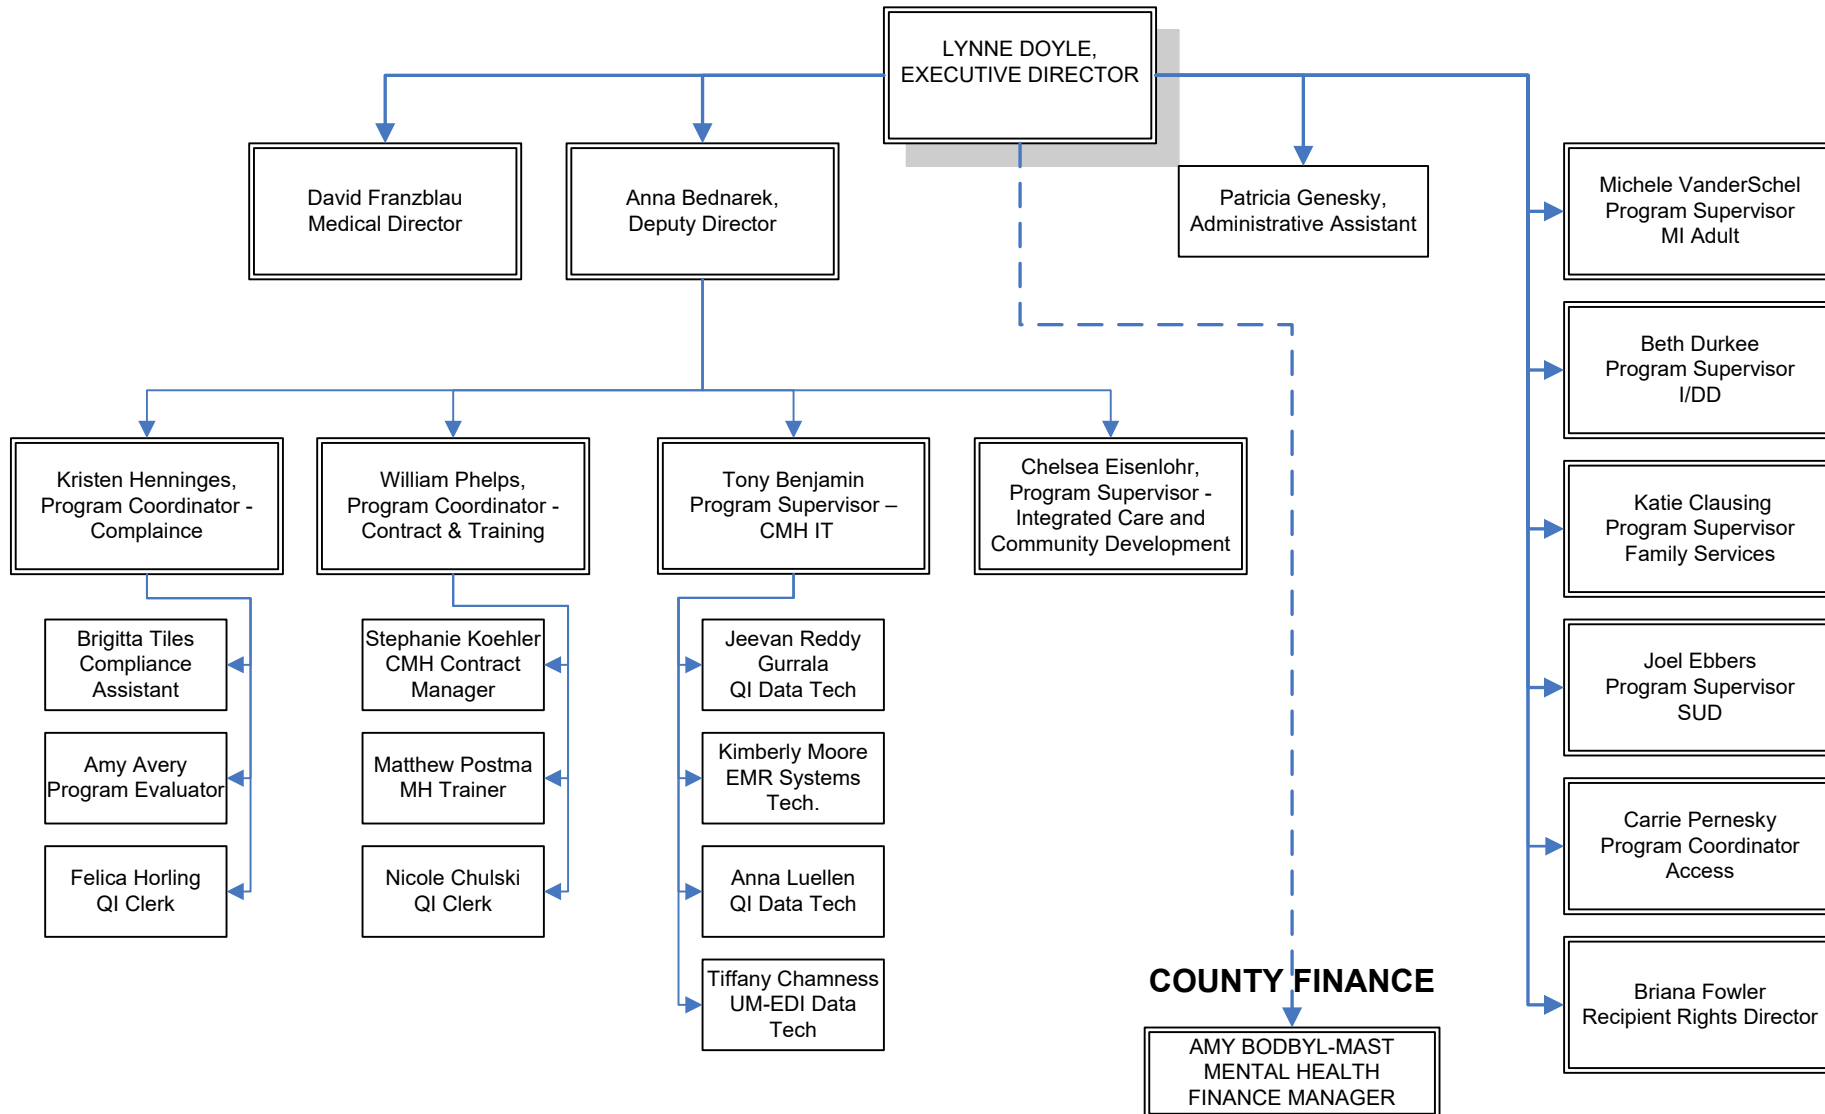 LYNNE DOYLE,
EXECUTIVE DIRECTOR
David Franzblau
Medical Director
Anna Bednarek,
Deputy Director
Patricia Genesky,
Administrative Assistant
Michele VanderSchel
Program Supervisor
MI Adult
Beth Durkee
Program Supervisor
I/DD
Katie Clausing
Program Supervisor
Family Services
Joel Ebbers
Program Supervisor
SUD
Carrie Pernesky
Program Coordinator
Access
Briana Fowler
Recipient Rights Director
Kristen Henninges,
Program Coordinator -
Complaince
William Phelps,
Program Coordinator -
Contract & Training
Tony Benjamin
Program Supervisor –
CMH IT
Chelsea Eisenlohr,
Program Supervisor -
Integrated Care and
Community Development
Brigitta Tiles
Compliance
Assistant
Amy Avery
Program Evaluator
Felica Horling
QI Clerk
Stephanie Koehler
CMH Contract
Manager
Matthew Postma
MH Trainer
Nicole Chulski
QI Clerk
Jeevan Reddy
Gurrala
QI Data Tech
Kimberly Moore
EMR Systems
Tech.
Anna Luellen
QI Data Tech
Tiffany Chamness
UM-EDI Data
Tech
COUNTY FINANCE
AMY BODBYL-MAST
MENTAL HEALTH
FINANCE MANAGER